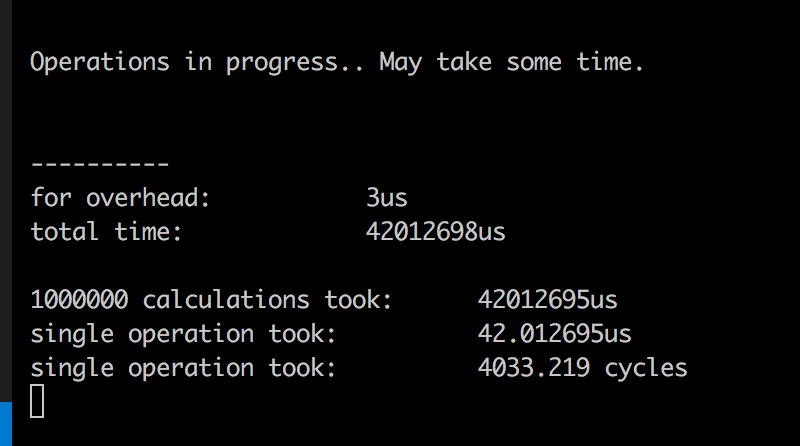 Operations in progress.. May take some time.
----------
for overhead: 3us
total time: 42012698us
1000000 calculations took: 42012695us
single operation took: 42.012695us
single operation took: 4033.219 cycles